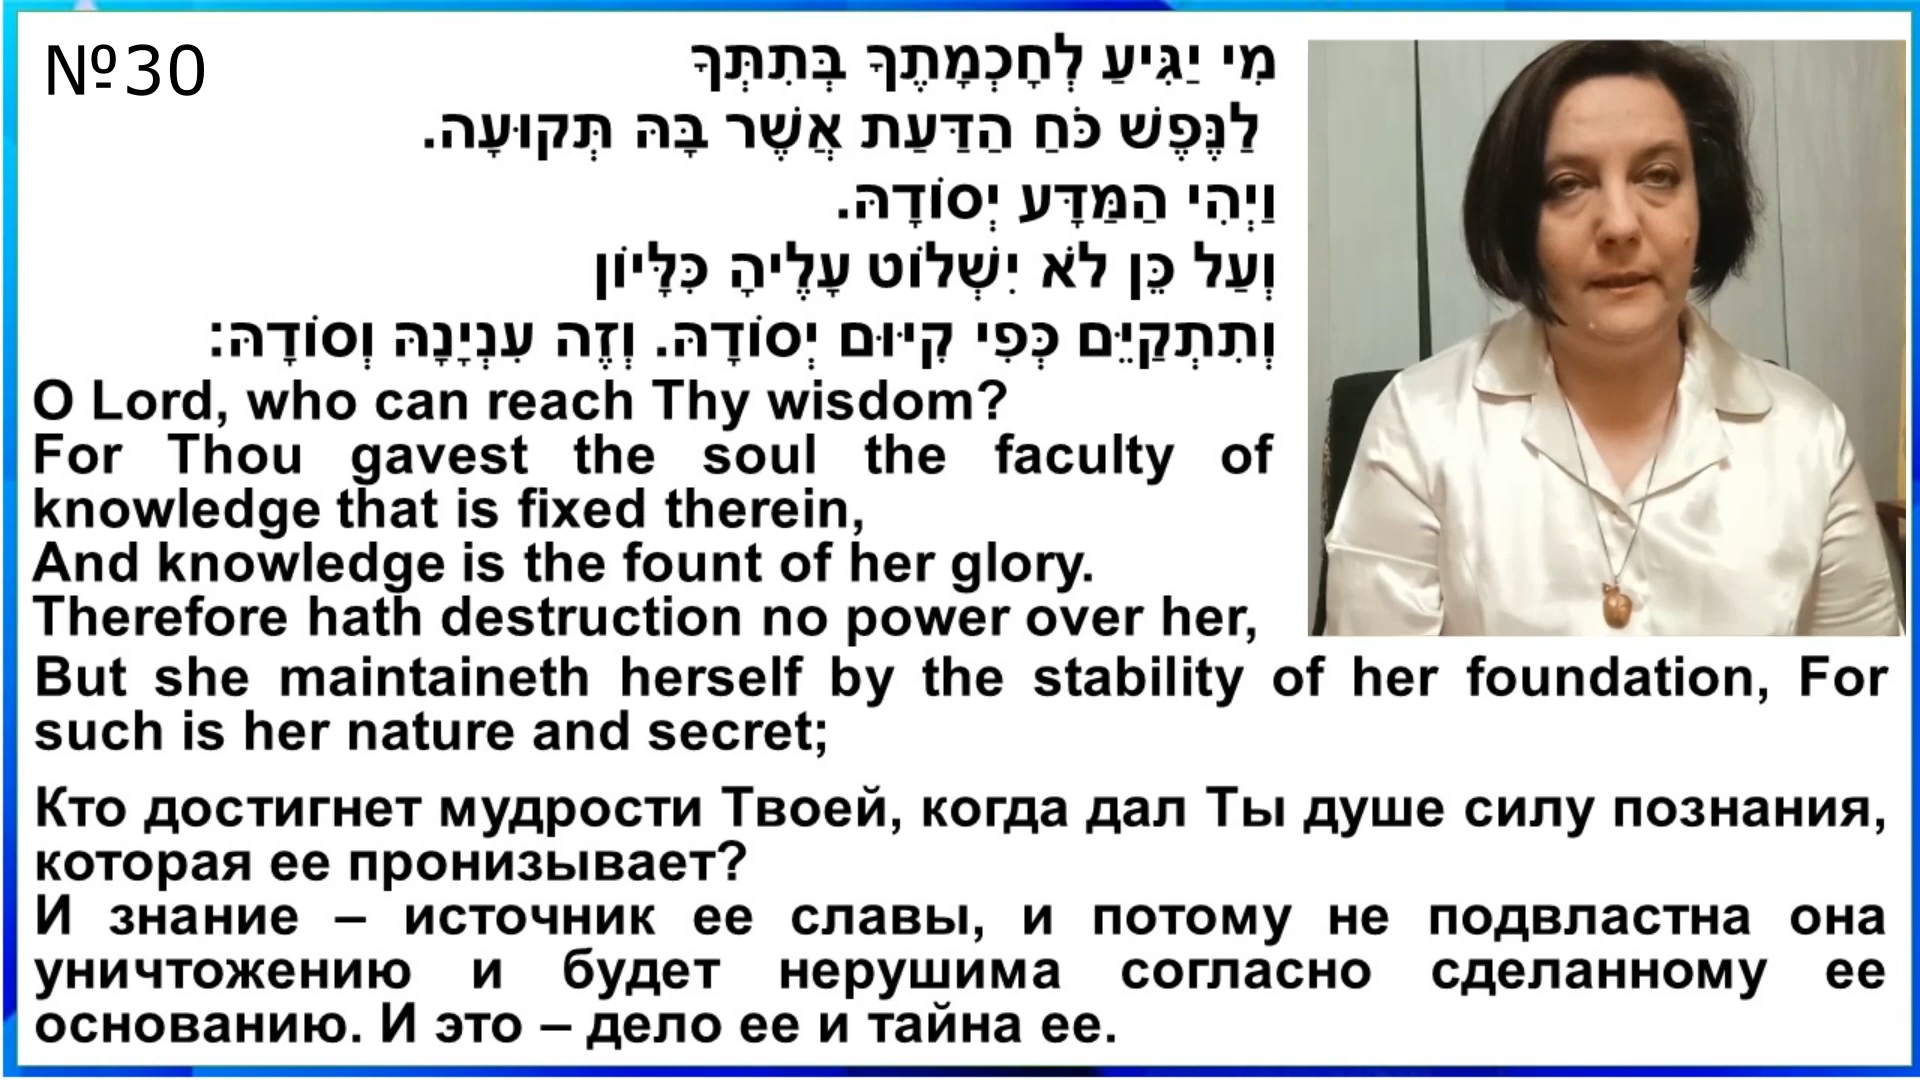 №30
מִי יַגִּיעַ לְחָכְמָתֶךָ בְּתִתְּךָ
לַנֶּפֶשׁ כֹּחַ הַדַּעַת אֲשֶׁר בָּהּ תְּקוּעָה.
וַיְהִי הַמַּדָּע יְסוֹדָהּ.
וְעַל כֵּן לֹא יִשְׁלוֹט עָלֶיהָ כִּלָּיוֹן
וְתִתְקַיֵּם כְּפִי קִיּוּם יְסוֹדָהּ. וְזֶה עִנְיָנָהּ וְסוֹדָהּ:
O Lord, who can reach Thy wisdom?
For Thou gavest the soul the faculty of
knowledge that is fixed therein,
And knowledge is the fount of her glory.
Therefore hath destruction no power over her,
But she maintaineth herself by the stability of her foundation, For
such is her nature and secret;
Кто достигнет мудрости Твоей, когда дал Ты душе силу познания,
которая ее пронизывает?
И знание – источник ее славы, и потому не подвластна она
уничтожению и будет нерушима согласно сделанному ее
основанию. И это – дело ее и тайна ее.